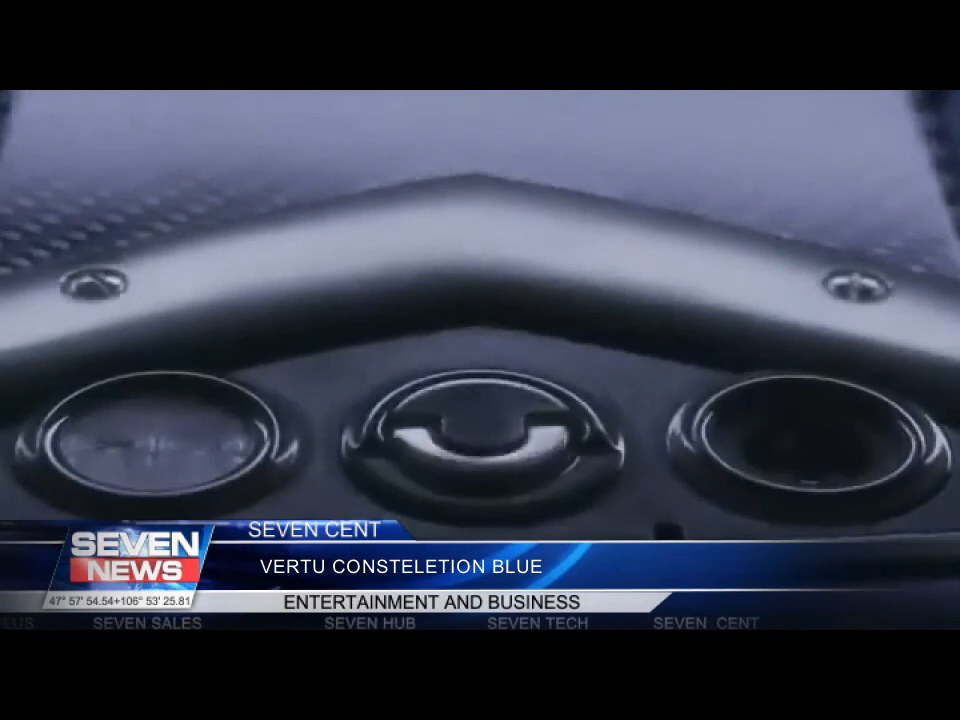 SEVEN CENT
SEVEN NEWS
VERTU CONSTELETION BLUE
47° 57' 54.54+106° 53' 25.81
ENTERTAINMENT AND BUSINESS
SEVEN SALES SEVEN HUB SEVEN TECH SEVEN CENT